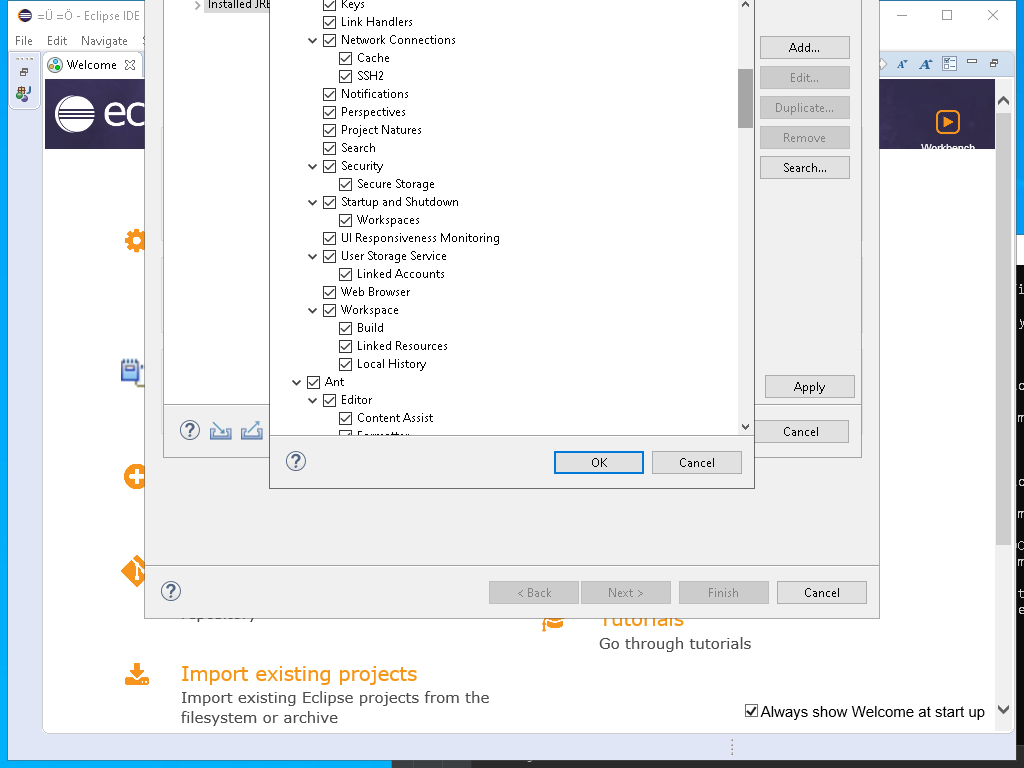 =Ü =Ö - Eclipse IDE
File Edit Navigate
Welcome
Installed JRE
Keys
Link Handlers
Network Connections
Cache
SSH2
Notifications
Perspectives
Project Natures
Search
Security
Secure Storage
Startup and Shutdown
Workspaces
UI Responsiveness Monitoring
User Storage Service
Linked Accounts
Web Browser
Workspace
Build
Linked Resources
Local History
Ant
Editor
Content Assist
Formatter
OK
Cancel
Add...
Edit...
Duplicate...
Remove
Search...
Apply
Cancel
Workbench
< Back
Next >
Finish
Cancel
repository
Tutorials
Go through tutorials
Import existing projects
Import existing Eclipse projects from the
filesystem or archive
Always show Welcome at start up